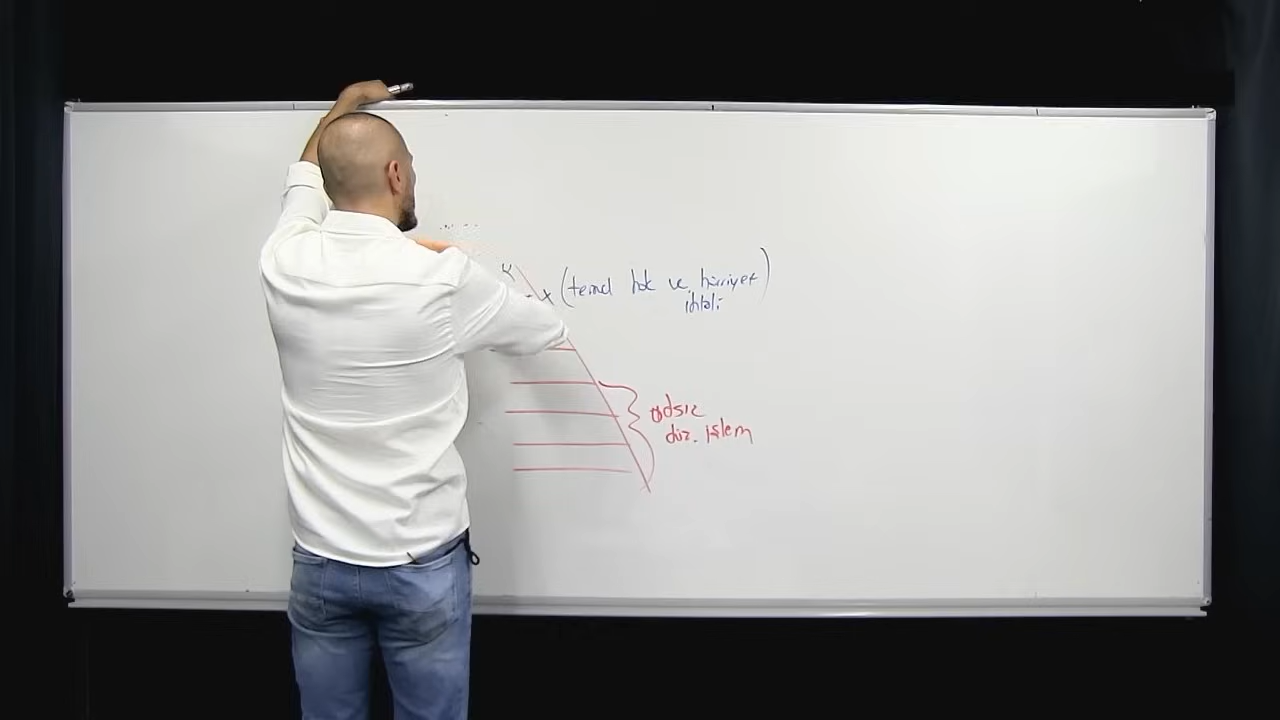 K
x (temel hak ve hürriyet)
ihlali
adsız
düz. işlem